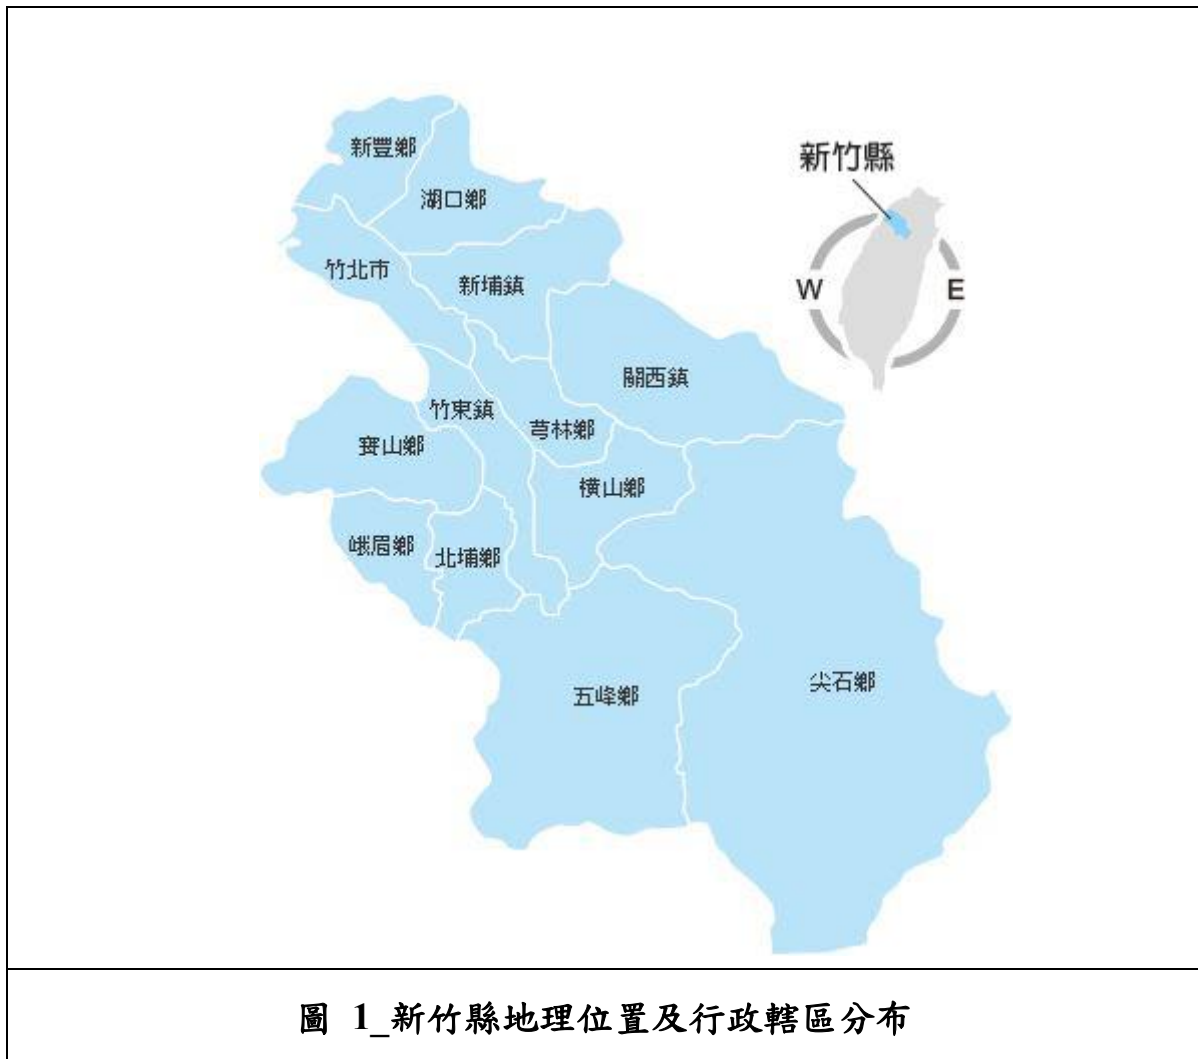 新豐鄉
新竹縣
湖口鄉
竹北市
新埔鎮
W
E
關西鎮
竹東鎮
芎林鄉
寶山鄉
橫山鄉
峨眉鄉
北埔鄉
尖石鄉
五峰鄉
圖 1_新竹縣地理位置及行政轄區分布